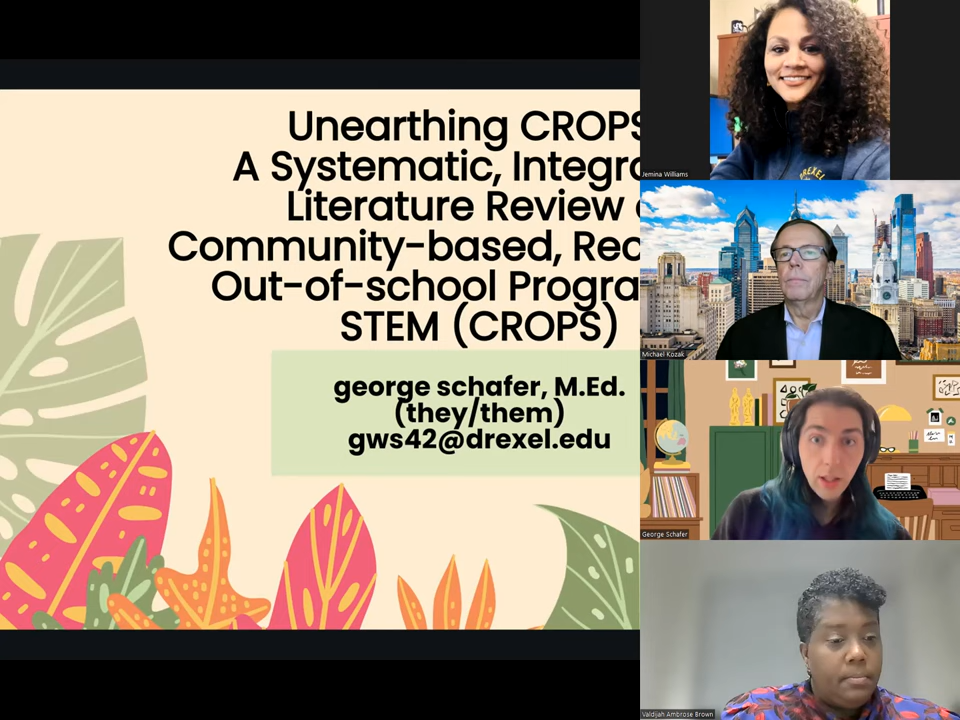 Unearthing CROPS
A Systematic, Integra
Literature Review
Community-based, Rec
Out-of-school Progra
STEM (CROPS)
george schafer, M.Ed.
(they/them)
gws42@drexel.edu
DREXEL
Jemina Williams
Michael Kozak
George Schafer
Valdijah Ambrose Brown